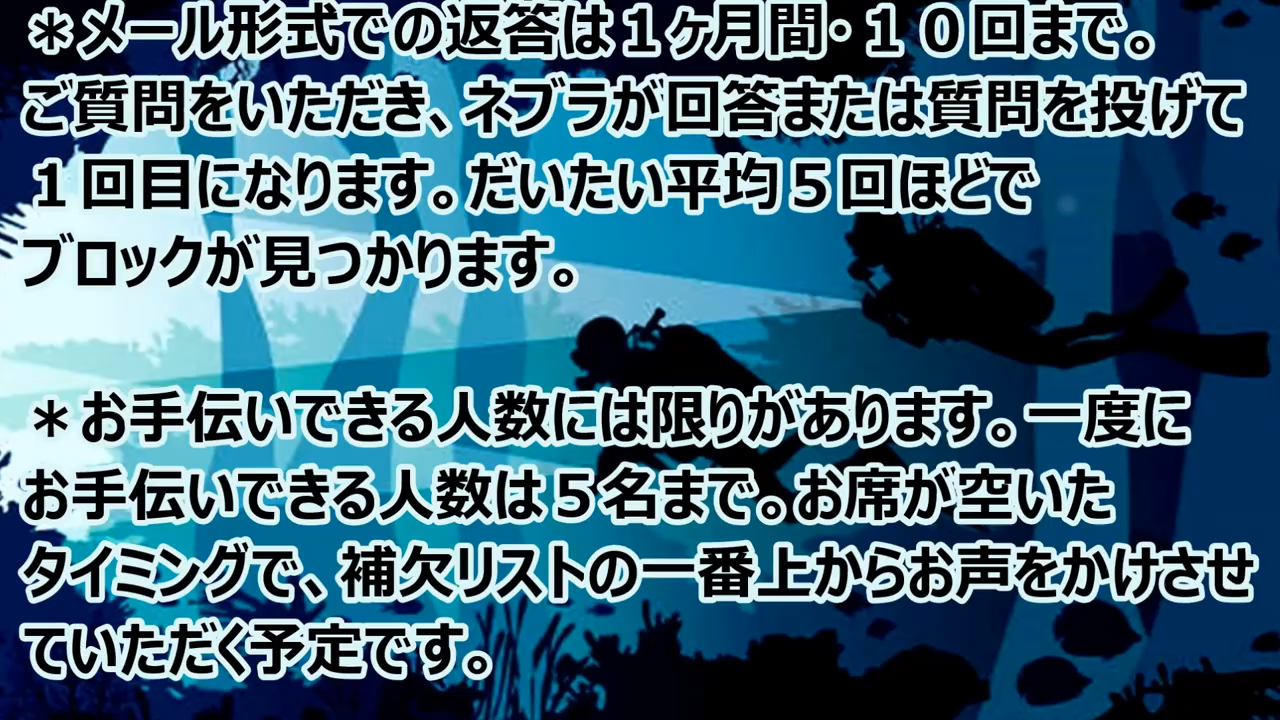 ＊メール形式での返答は１ヶ月間・１０回まで。
ご質問をいただき、ネブラが回答または質問を投げて
１回目になります。だいたい平均５回ほどで
ブロックが見つかります。
＊お手伝いできる人数には限りがあります。一度に
お手伝いできる人数は５名まで。お席が空いた
タイミングで、補欠リストの一番上からお声をかけさせ
ていただく予定です。